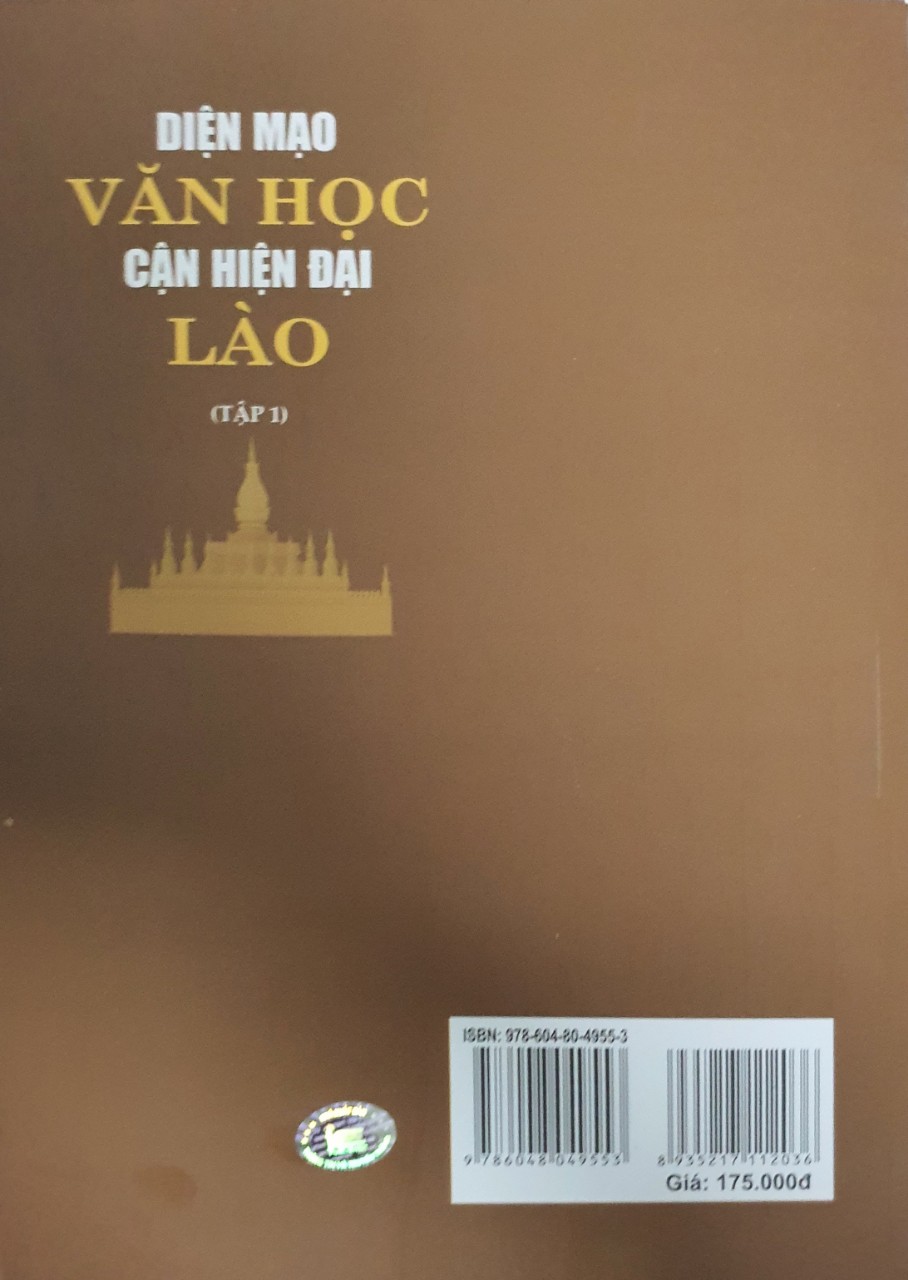 DIỆN MẠO
VĂN HỌC
CẬN HIỆN ĐẠI
LÀO
(TẬP 1)
ISBN: 978-604-80-4955-3
9 786048 049553
8 935217 112036
Giá: 175.000đ